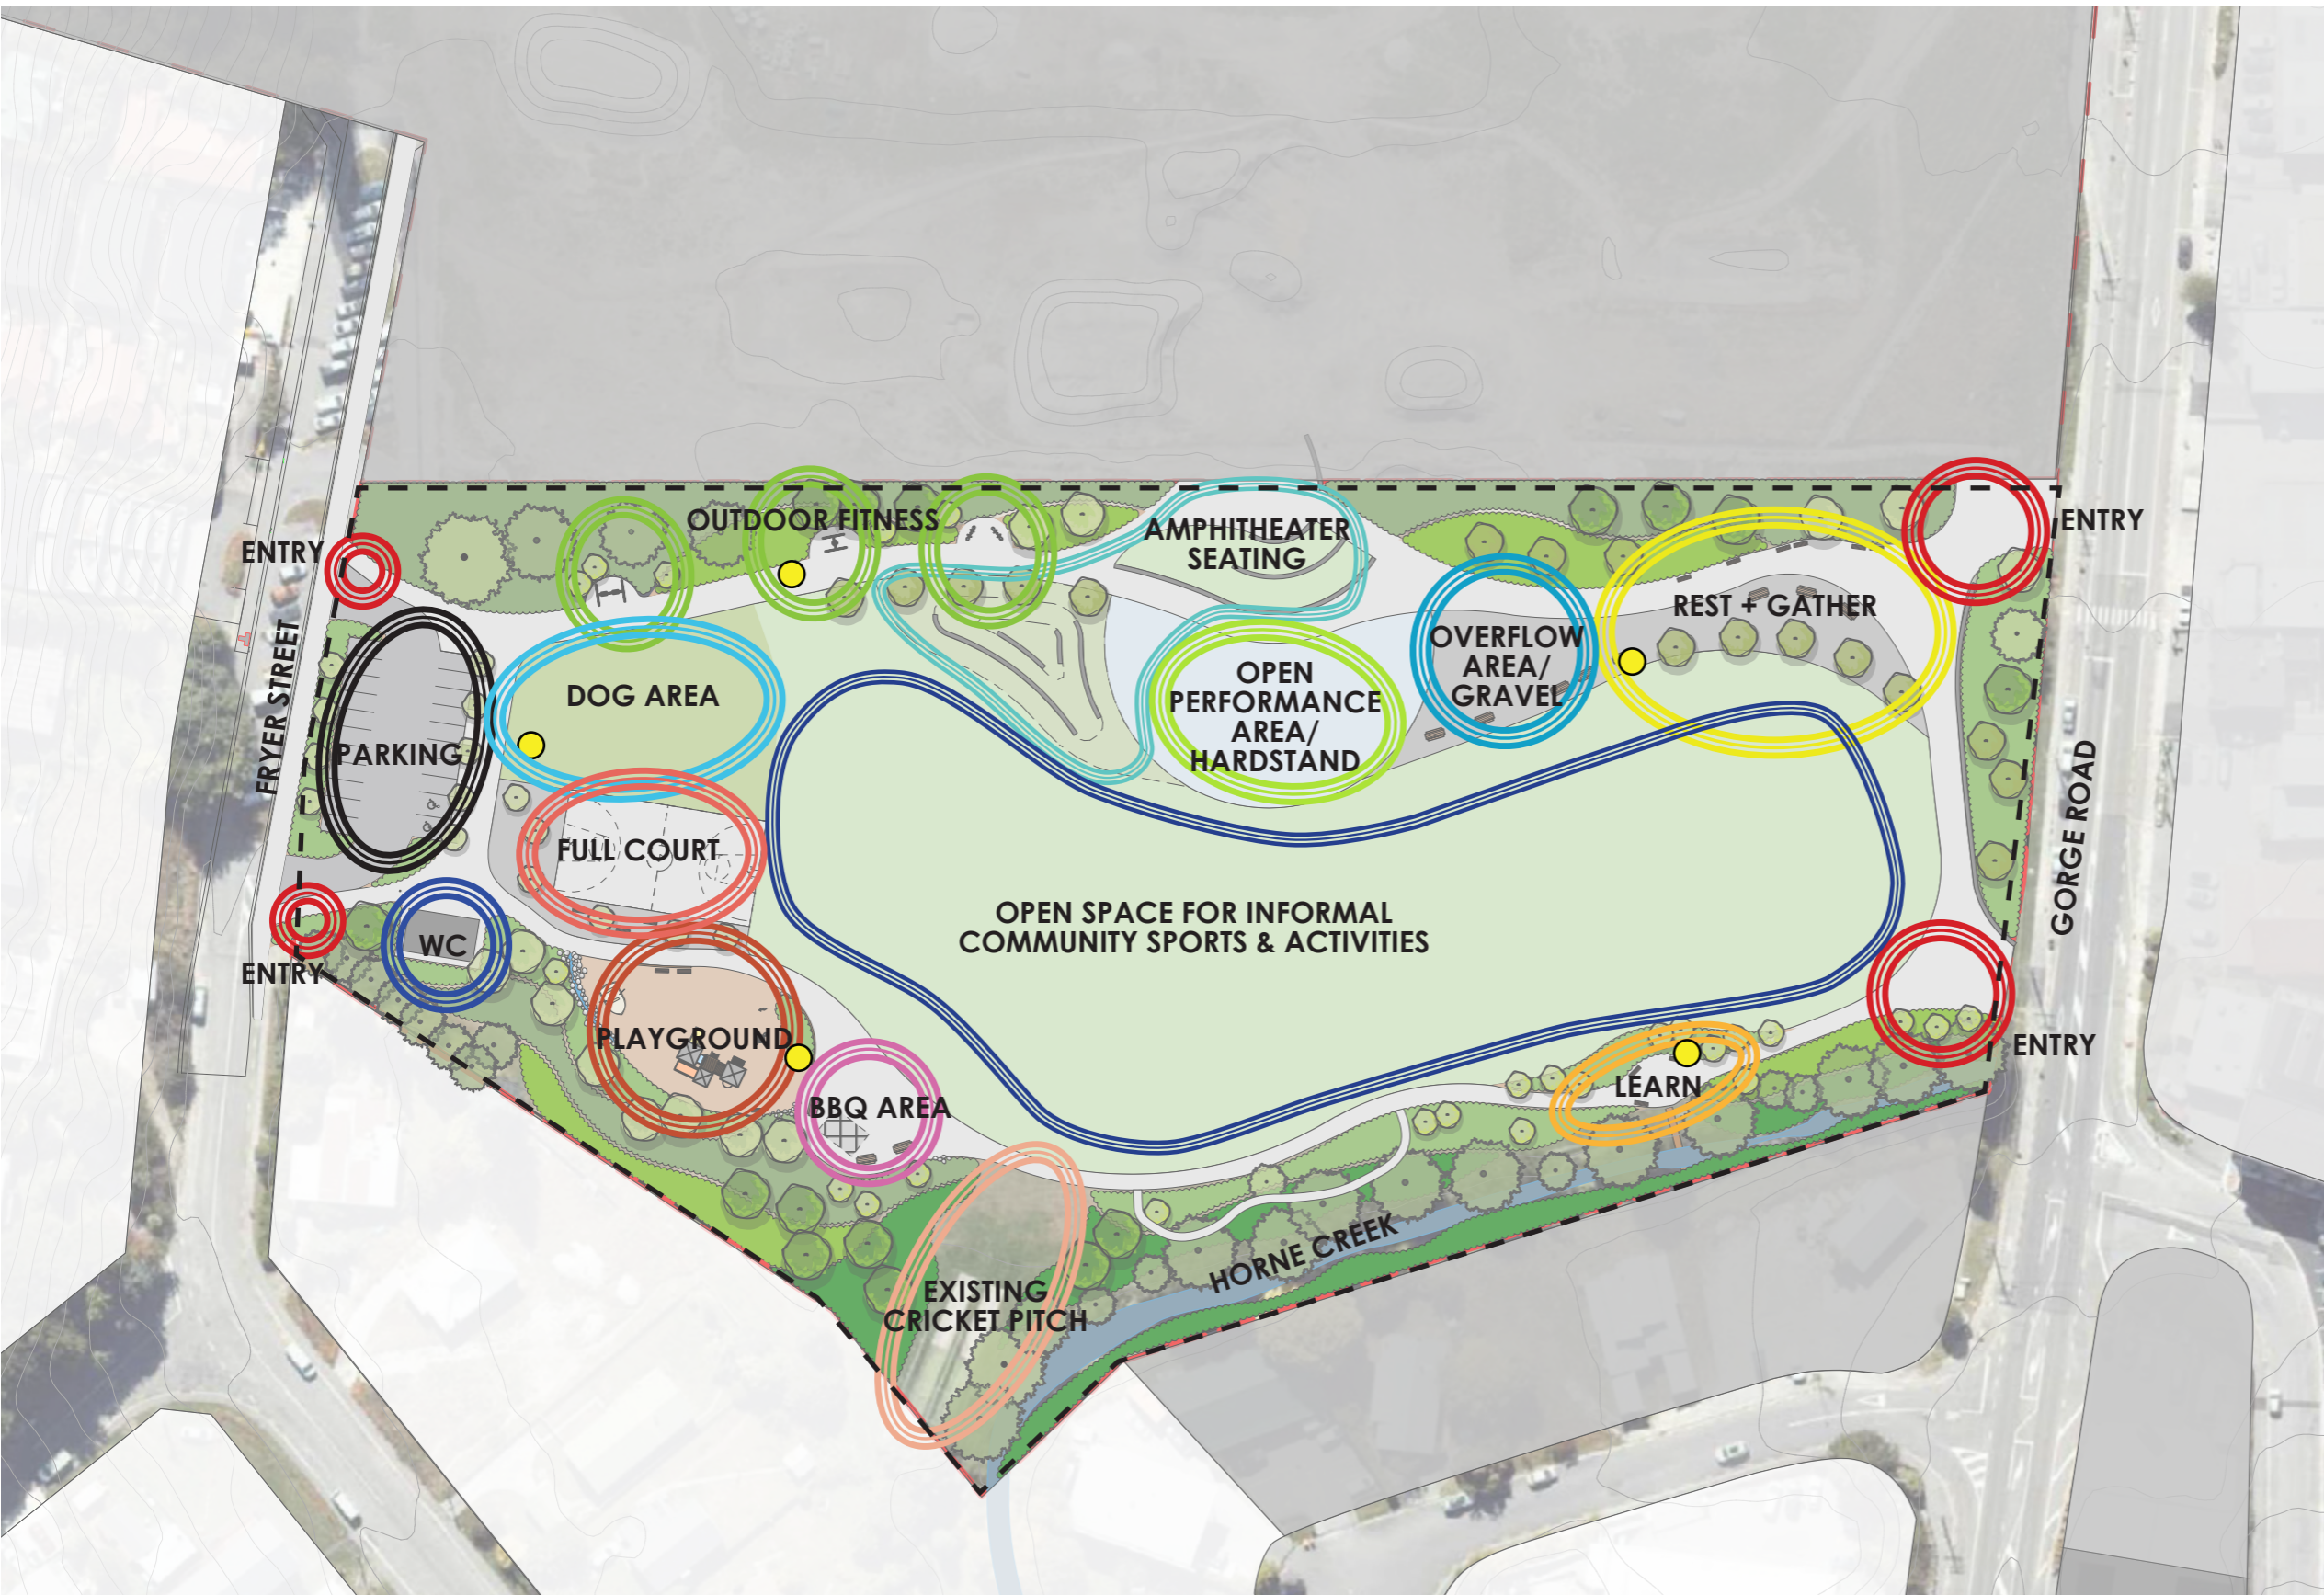 OUTDOOR FITNESS
AMPHITHEATER
SEATING
ENTRY
ENTRY
REST + GATHER
OVERFLOW
AREA/
GRAVEL
OPEN
PERFORMANCE
AREA/
HARDSTAND
DOG AREA
PARKING
FRYER STREET
FULL COURT
GORGE ROAD
OPEN SPACE FOR INFORMAL
COMMUNITY SPORTS & ACTIVITIES
WC
ENTRY
PLAYGROUND
ENTRY
LEARN
BBQ AREA
HORNE CREEK
EXISTING
CRICKET PITCH